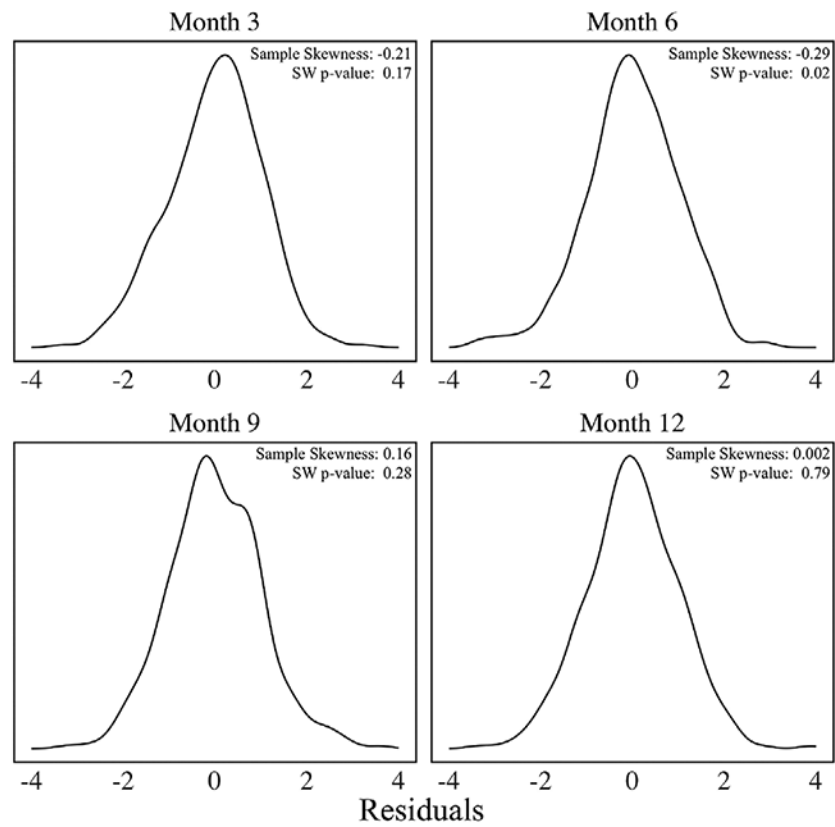 Month 3
Sample Skewness: -0.21
SW p-value: 0.17
-4 -2 0 2 4
Month 6
Sample Skewness: -0.29
SW p-value: 0.02
-4 -2 0 2 4
Month 9
Sample Skewness: 0.16
SW p-value: 0.28
-4 -2 0 2 4
Month 12
Sample Skewness: 0.002
SW p-value: 0.79
-4 -2 0 2 4
Residuals